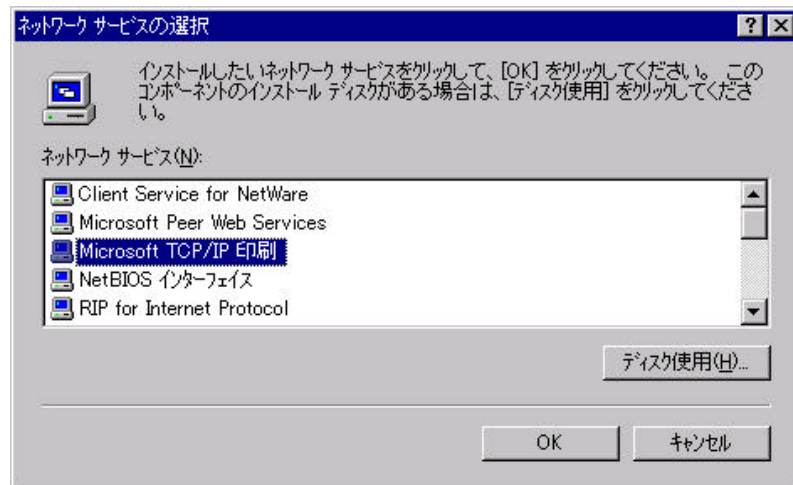 ネットワーク サービスの選択
インストールしたいネットワーク サービスをクリックして、[OK] をクリックしてください。 この
コンポーネントのインストール ディスクがある場合は、[ディスク使用] をクリックしてくださ
い。
ネットワーク サービス(N):
Client Service for NetWare
Microsoft Peer Web Services
Microsoft TCP/IP 印刷
NetBIOS インターフェイス
RIP for Internet Protocol
ディスク使用(H)...
OK
キャンセル